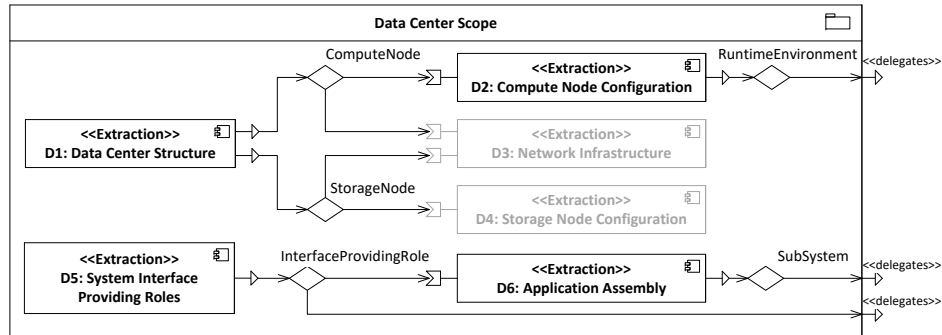 Data Center Scope
ComputeNode
RuntimeEnvironment
<<delegates>>
<<Extraction>>
D2: Compute Node Configuration
<<Extraction>>
D1: Data Center Structure
<<Extraction>>
D3: Network Infrastructure
StorageNode
<<Extraction>>
D4: Storage Node Configuration
<<Extraction>>
D5: System Interface
Providing Roles
InterfaceProvidingRole
<<Extraction>>
D6: Application Assembly
SubSystem
<<delegates>>
<<delegates>>